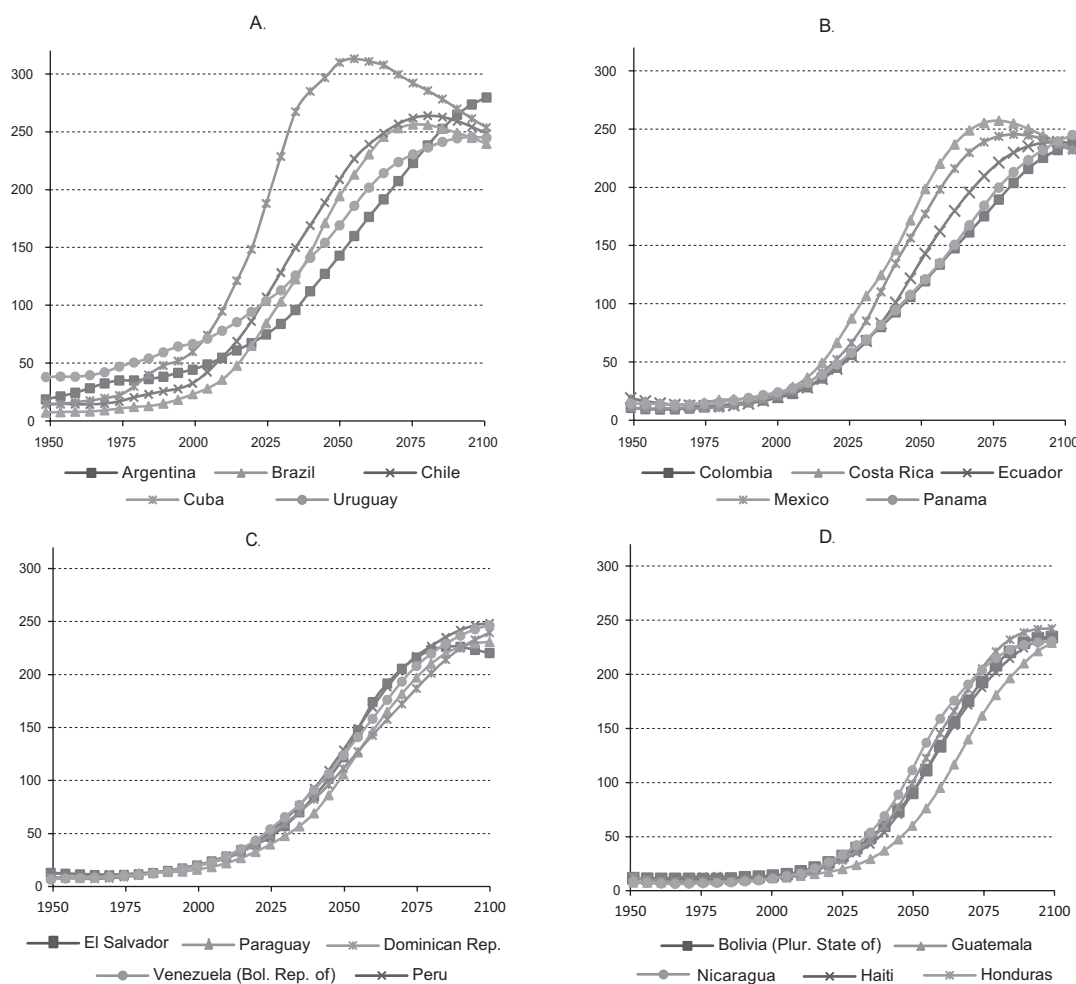 A.
300
250
200
150
100
50
0
1950 1975 2000 2025 2050 2075 2100
Argentina Brazil Chile
Cuba Uruguay
B.
300
250
200
150
100
50
0
1950 1975 2000 2025 2050 2075 2100
Colombia Costa Rica Ecuador
Mexico Panama
C.
300
250
200
150
100
50
0
1950 1975 2000 2025 2050 2075 2100
El Salvador Paraguay Dominican Rep.
Venezuela (Bol. Rep. of) Peru
D.
300
250
200
150
100
50
0
1950 1975 2000 2025 2050 2075 2100
Bolivia (Plur. State of) Guatemala
Nicaragua Haiti Honduras